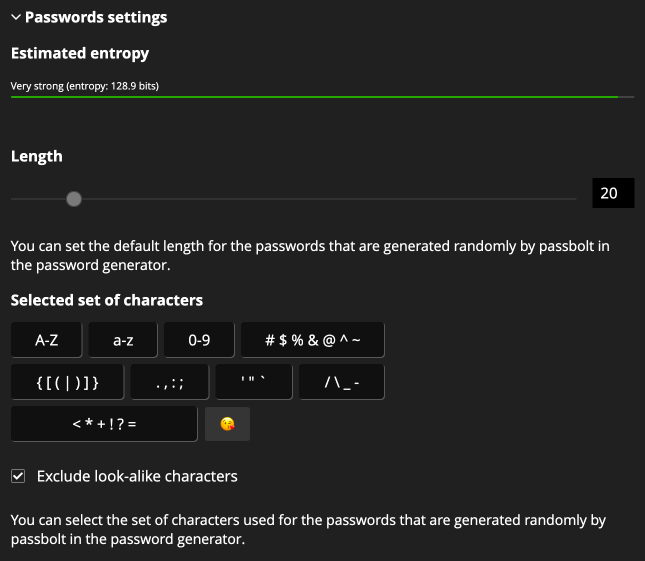 Passwords settings
Estimated entropy
Very strong (entropy: 128.9 bits)
Length
20
You can set the default length for the passwords that are generated randomly by passbolt in
the password generator.
Selected set of characters
A-Z a-z 0-9 # $ % & @ ^ ~
{ [ ( | ) ] } . , : ; ' " ` / \ _ -
< * + ! ? = 😘
Exclude look-alike characters
You can select the set of characters used for the passwords that are generated randomly by
passbolt in the password generator.